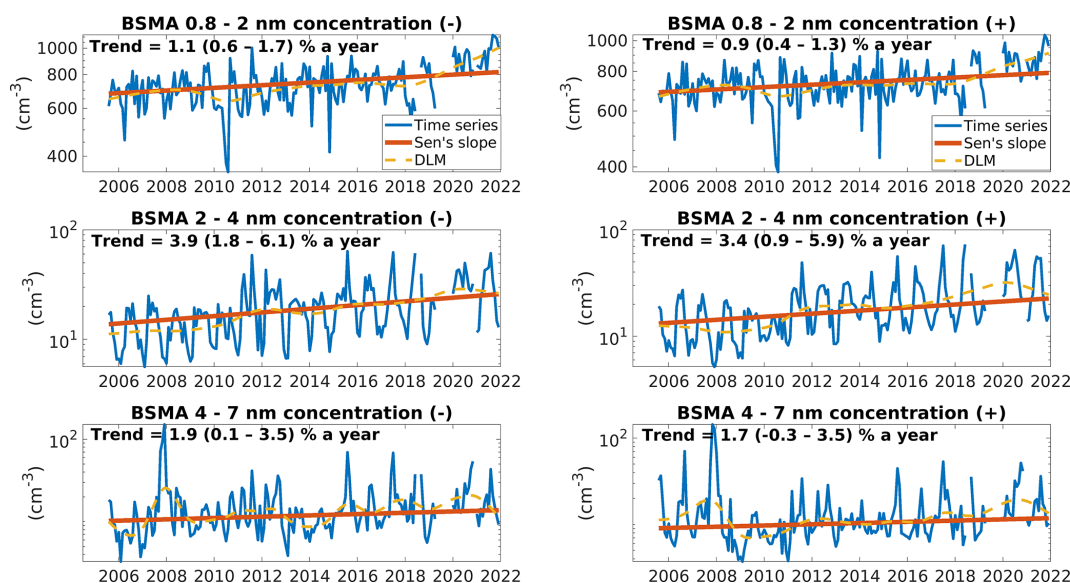 BSMA 0.8 - 2 nm concentration (-)
Trend = 1.1 (0.6 – 1.7) % a year
1000
800
600
400
(cm⁻³)
Time series
Sen's slope
DLM
2006 2008 2010 2012 2014 2016 2018 2020 2022
BSMA 0.8 - 2 nm concentration (+)
Trend = 0.9 (0.4 – 1.3) % a year
1000
800
600
400
(cm⁻³)
Time series
Sen's slope
DLM
2006 2008 2010 2012 2014 2016 2018 2020 2022
BSMA 2 - 4 nm concentration (-)
Trend = 3.9 (1.8 – 6.1) % a year
10²
10¹
(cm⁻³)
2006 2008 2010 2012 2014 2016 2018 2020 2022
BSMA 2 - 4 nm concentration (+)
Trend = 3.4 (0.9 – 5.9) % a year
10²
10¹
(cm⁻³)
2006 2008 2010 2012 2014 2016 2018 2020 2022
BSMA 4 - 7 nm concentration (-)
Trend = 1.9 (0.1 – 3.5) % a year
10²
(cm⁻³)
2006 2008 2010 2012 2014 2016 2018 2020 2022
BSMA 4 - 7 nm concentration (+)
Trend = 1.7 (-0.3 – 3.5) % a year
10²
(cm⁻³)
2006 2008 2010 2012 2014 2016 2018 2020 2022